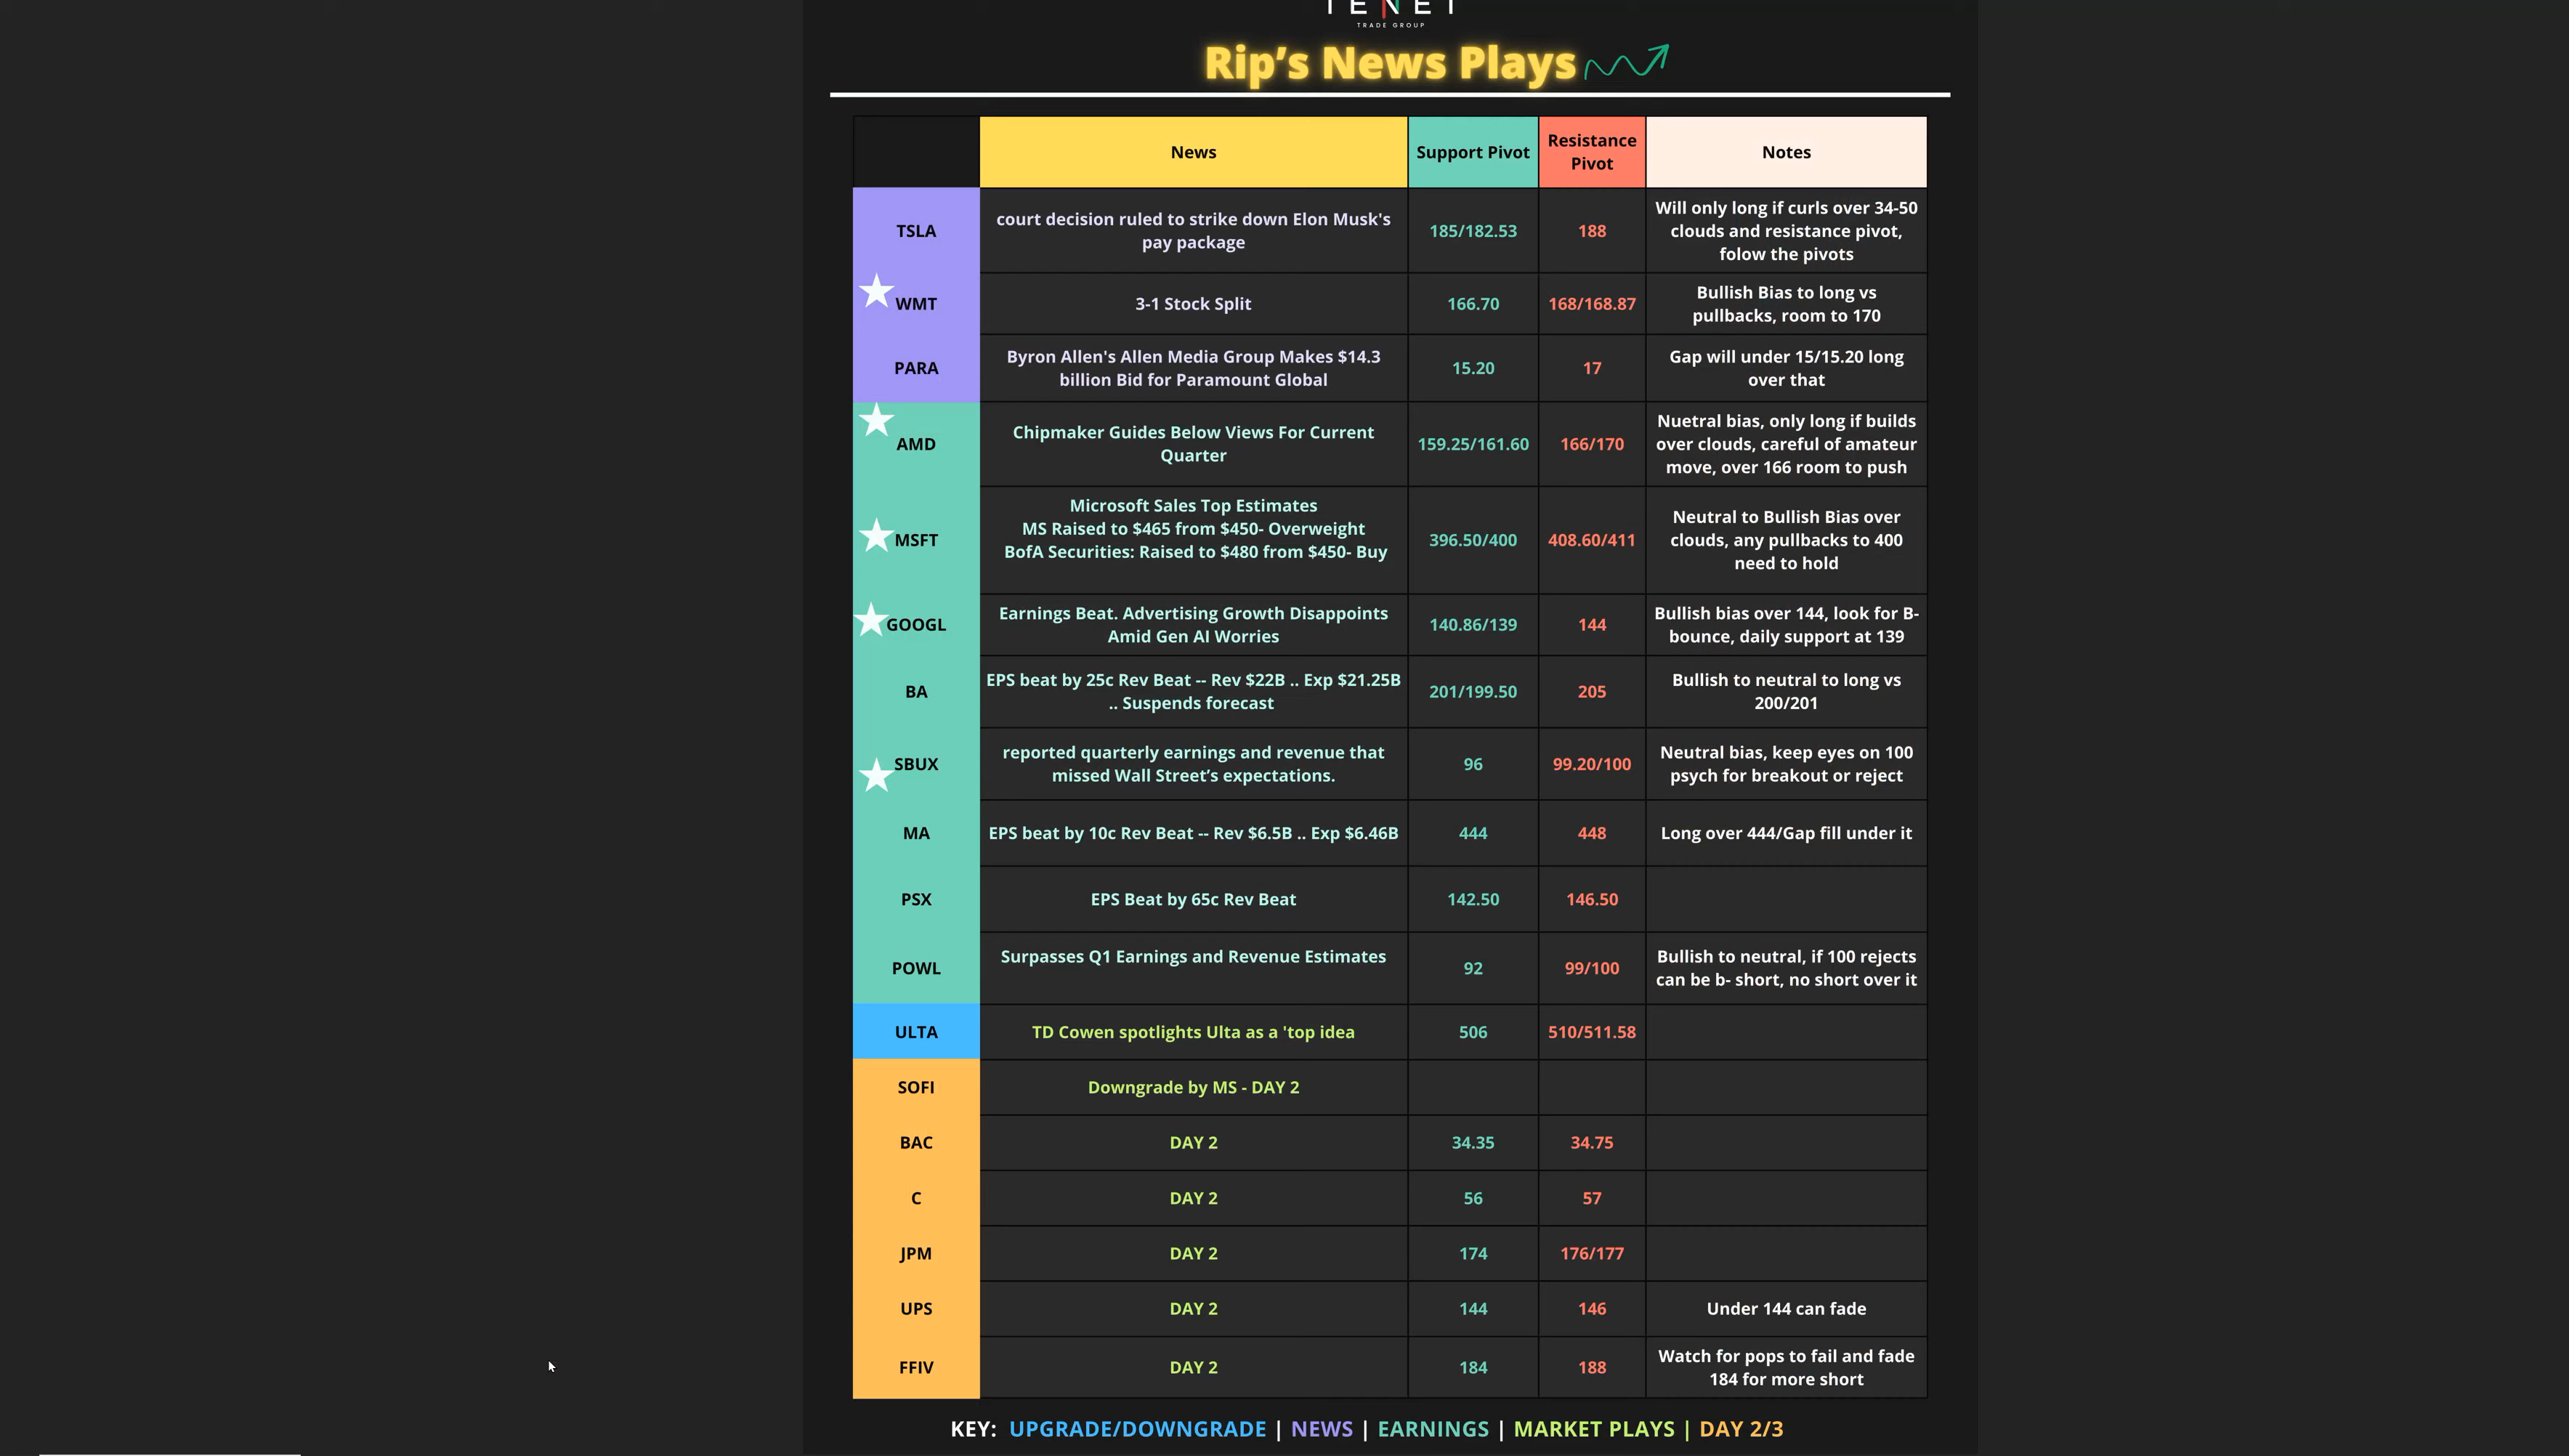 TENET
TRADE GROUP
Rip's News Plays
News
Support Pivot
Resistance
Pivot
Notes
TSLA
court decision ruled to strike down Elon Musk's
pay package
185/182.53
188
Will only long if curls over 34-50
clouds and resistance pivot,
folow the pivots
WMT
3-1 Stock Split
166.70
168/168.87
Bullish Bias to long vs
pullbacks, room to 170
PARA
Byron Allen's Allen Media Group Makes $14.3
billion Bid for Paramount Global
15.20
17
Gap will under 15/15.20 long
over that
AMD
Chipmaker Guides Below Views For Current
Quarter
159.25/161.60
166/170
Nuetral bias, only long if builds
over clouds, careful of amateur
move, over 166 room to push
MSFT
Microsoft Sales Top Estimates
MS Raised to $465 from $450- Overweight
BofA Securities: Raised to $480 from $450- Buy
396.50/400
408.60/411
Neutral to Bullish Bias over
clouds, any pullbacks to 400
need to hold
GOOGL
Earnings Beat. Advertising Growth Disappoints
Amid Gen AI Worries
140.86/139
144
Bullish bias over 144, look for B-
bounce, daily support at 139
BA
EPS beat by 25c Rev Beat -- Rev $22B .. Exp $21.25B
.. Suspends forecast
201/199.50
205
Bullish to neutral to long vs
200/201
SBUX
reported quarterly earnings and revenue that
missed Wall Street’s expectations.
96
99.20/100
Neutral bias, keep eyes on 100
psych for breakout or reject
MA
EPS beat by 10c Rev Beat -- Rev $6.5B .. Exp $6.46B
444
448
Long over 444/Gap fill under it
PSX
EPS Beat by 65c Rev Beat
142.50
146.50
POWL
Surpasses Q1 Earnings and Revenue Estimates
92
99/100
Bullish to neutral, if 100 rejects
can be b- short, no short over it
ULTA
TD Cowen spotlights Ulta as a 'top idea
506
510/511.58
SOFI
Downgrade by MS - DAY 2
BAC
DAY 2
34.35
34.75
C
DAY 2
56
57
JPM
DAY 2
174
176/177
UPS
DAY 2
144
146
Under 144 can fade
FFIV
DAY 2
184
188
Watch for pops to fail and fade
184 for more short
KEY: UPGRADE/DOWNGRADE | NEWS | EARNINGS | MARKET PLAYS | DAY 2/3